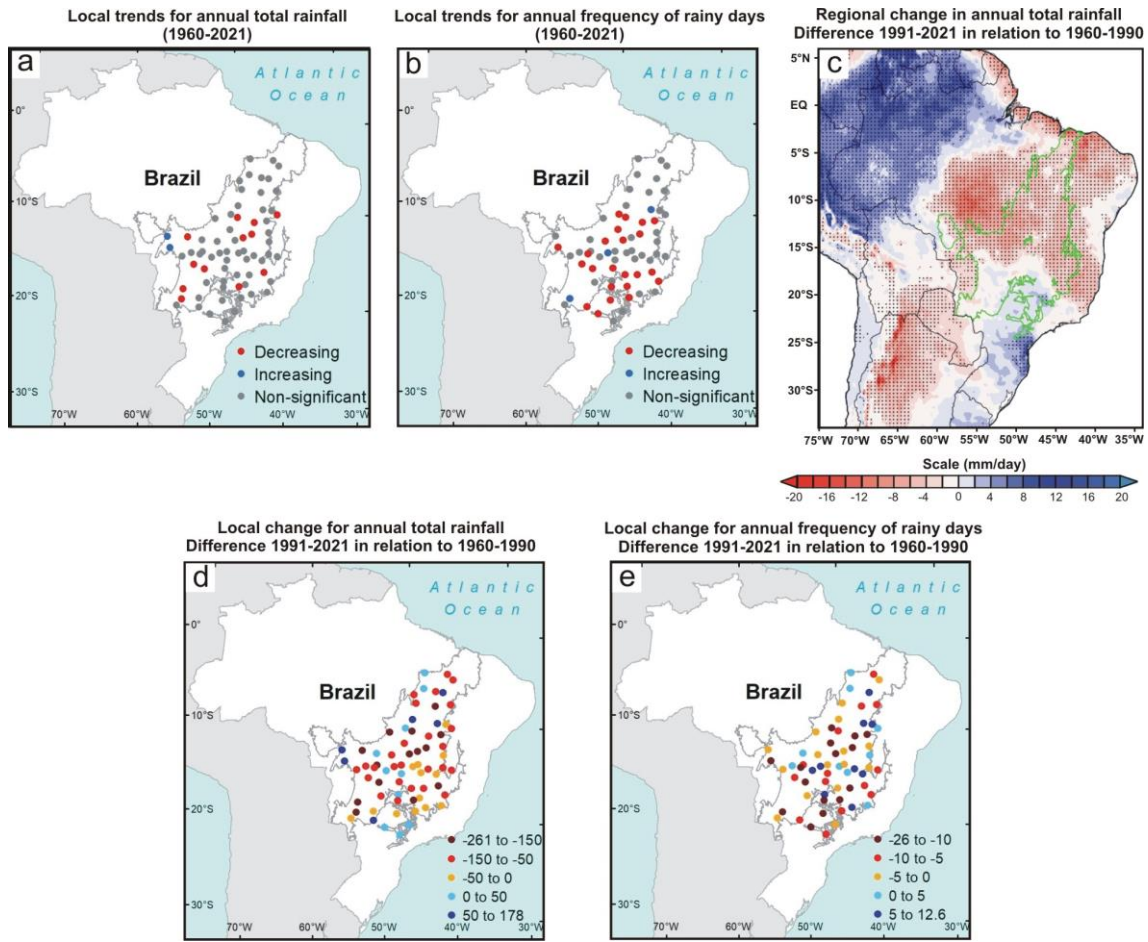 Local trends for annual total rainfall
(1960-2021)
a
Atlantic
Ocean
0°
Brazil
10°S
20°S
Decreasing
Increasing
Non-significant
30°S
70°W 60°W 50°W 40°W
Local trends for annual frequency of rainy days
(1960-2021)
b
Atlantic
Ocean
0°
Brazil
10°S
20°S
Decreasing
Increasing
Non-significant
30°S
70°W 60°W 50°W 40°W
Regional change in annual total rainfall
Difference 1991-2021 in relation to 1960-1990
c
5°N
EQ
5°S
10°S
15°S
20°S
25°S
30°S
75°W 70°W 65°W 60°W 55°W 50°W 45°W 40°W 35°W
Scale (mm/day)
-20 -16 -12 -8 -4 0 4 8 12 16 20
Local change for annual total rainfall
Difference 1991-2021 in relation to 1960-1990
d
Atlantic
Ocean
0°
Brazil
10°S
20°S
-261 to -150
-150 to -50
-50 to 0
0 to 50
50 to 178
30°S
70°W 60°W 50°W 40°W 30°W
Local change for annual frequency of rainy days
Difference 1991-2021 in relation to 1960-1990
e
Atlantic
Ocean
0°
Brazil
10°S
20°S
-26 to -10
-10 to -5
-5 to 0
0 to 5
5 to 12.6
30°S
70°W 60°W 50°W 40°W 30°W